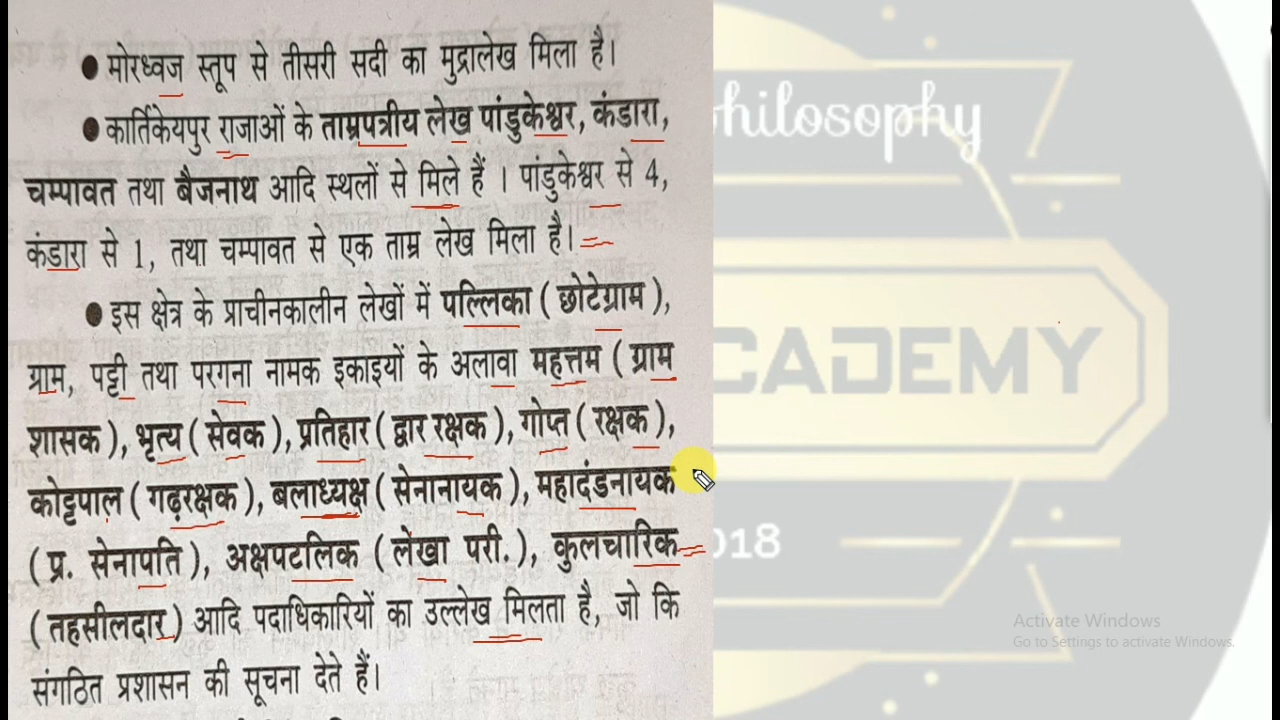 ● मोरध्वज स्तूप से तीसरी सदी का मुद्रालेख मिला है।
● कार्तिकेयपुर राजाओं के ताम्रपत्रीय लेख पांडुकेश्वर, कंडारा,
चम्पावत तथा बैजनाथ आदि स्थलों से मिले हैं । पांडुकेश्वर से 4,
कंडारा से 1, तथा चम्पावत से एक ताम्र लेख मिला है।
● इस क्षेत्र के प्राचीनकालीन लेखों में पल्लिका ( छोटेग्राम ),
ग्राम, पट्टी तथा परगना नामक इकाइयों के अलावा महत्तम ( ग्राम
शासक ), भृत्य ( सेवक ), प्रतिहार ( द्वार रक्षक ), गोप्त ( रक्षक ),
कोट्टपाल ( गढ़रक्षक ), बलाध्यक्ष ( सेनानायक ), महादंडनायक
( प्र. सेनापति ), अक्षपटलिक ( लेखा परी. ), कुलचारिक
( तहसीलदार ) आदि पदाधिकारियों का उल्लेख मिलता है, जो कि
संगठित प्रशासन की सूचना देते हैं।
philosophy
CADEMY
018
Activate Windows
Go to Settings to activate Windows.